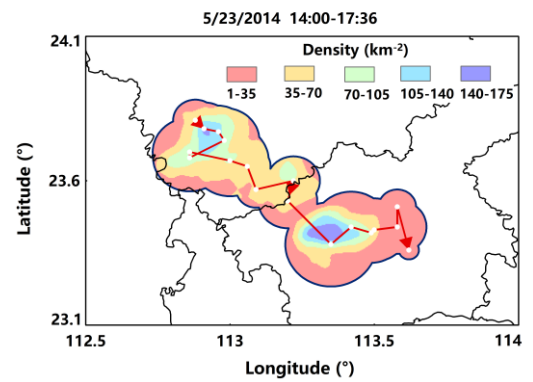 5/23/2014 14:00-17:36
24.1
Density (km-2)
1-35 35-70 70-105 105-140 140-175
Latitude (°)
23.6
23.1
112.5 113 113.5 114
Longitude (°)